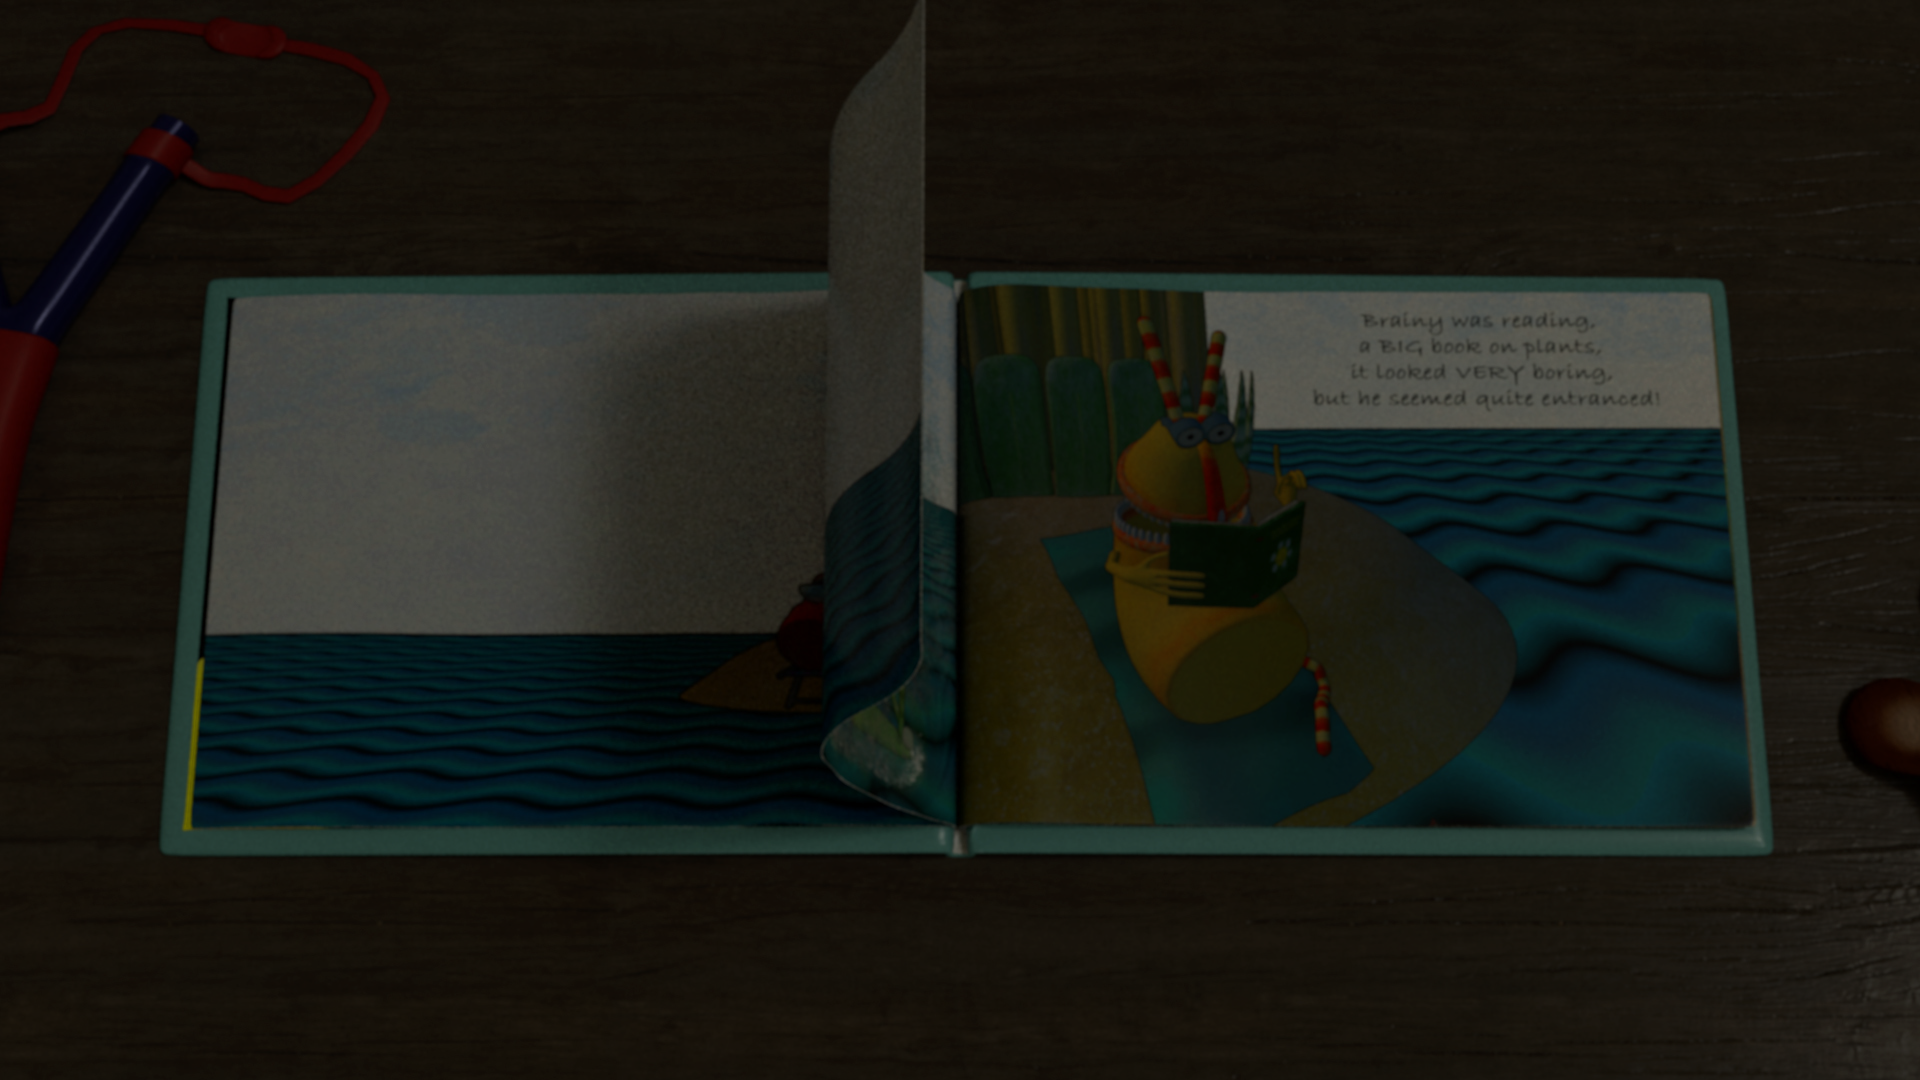 Brainy was reading,
a BIG book on plants,
it looked VERY boring,
but he seemed quite entranced!